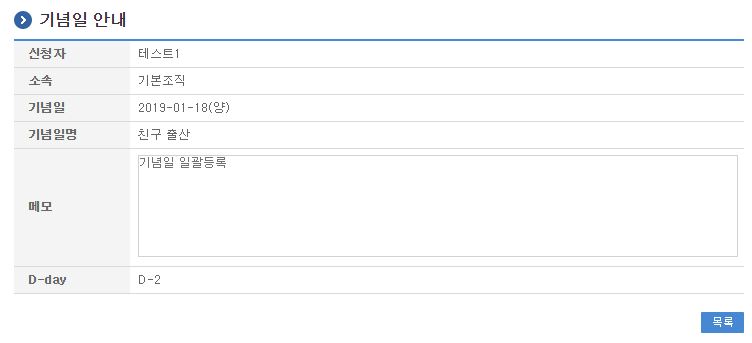 기념일 안내
신청자 테스트1
소속 기본조직
기념일 2019-01-18(양)
기념일명 친구 출산
메모 기념일 일괄등록
D-day D-2
목록